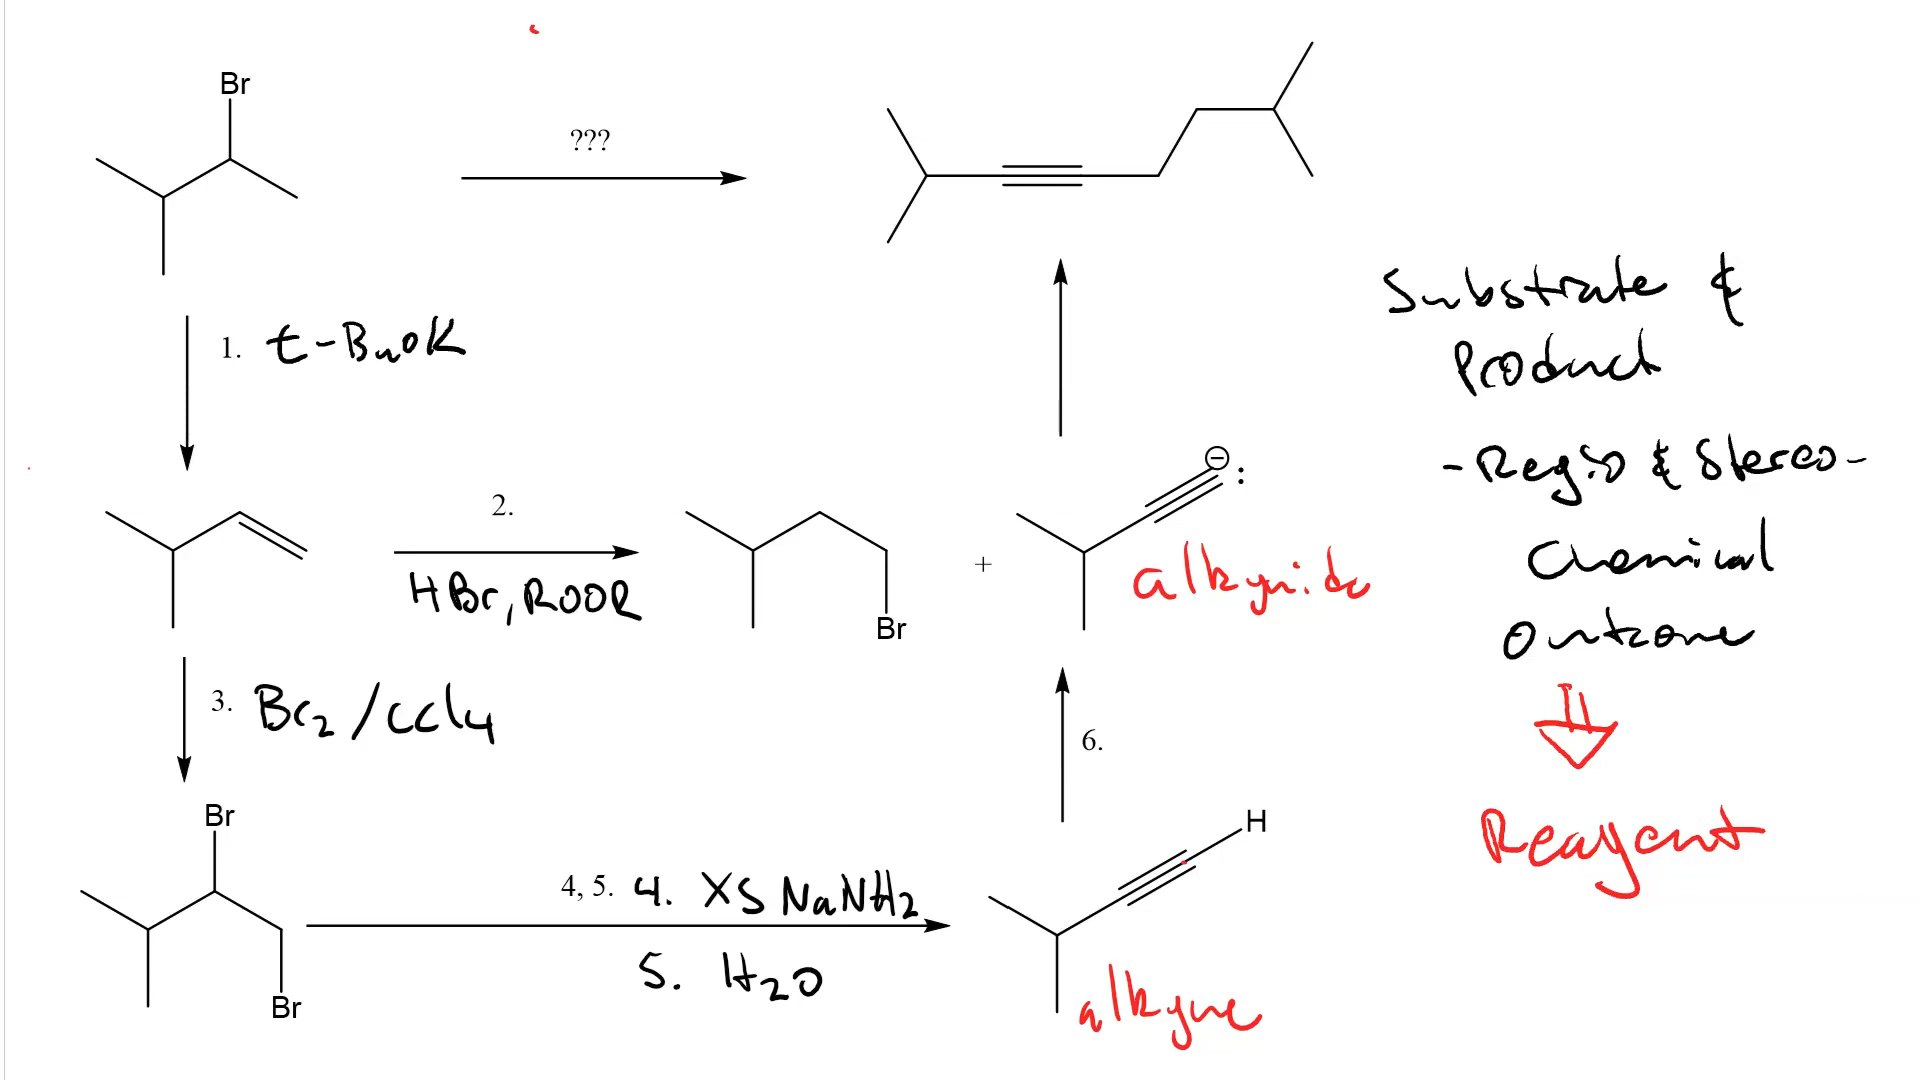 Br
???
Substrate &
Product
1. t-BuOK
- Regio & Stereo-
Chemical
Outcome
2.
HBr, ROOR
Br
+
⊖:
alkynide
3. Br2/CCl4
6.
Reagent
Br
Br
4, 5. 4. XS NaNH2
5. H2O
H
alkyne